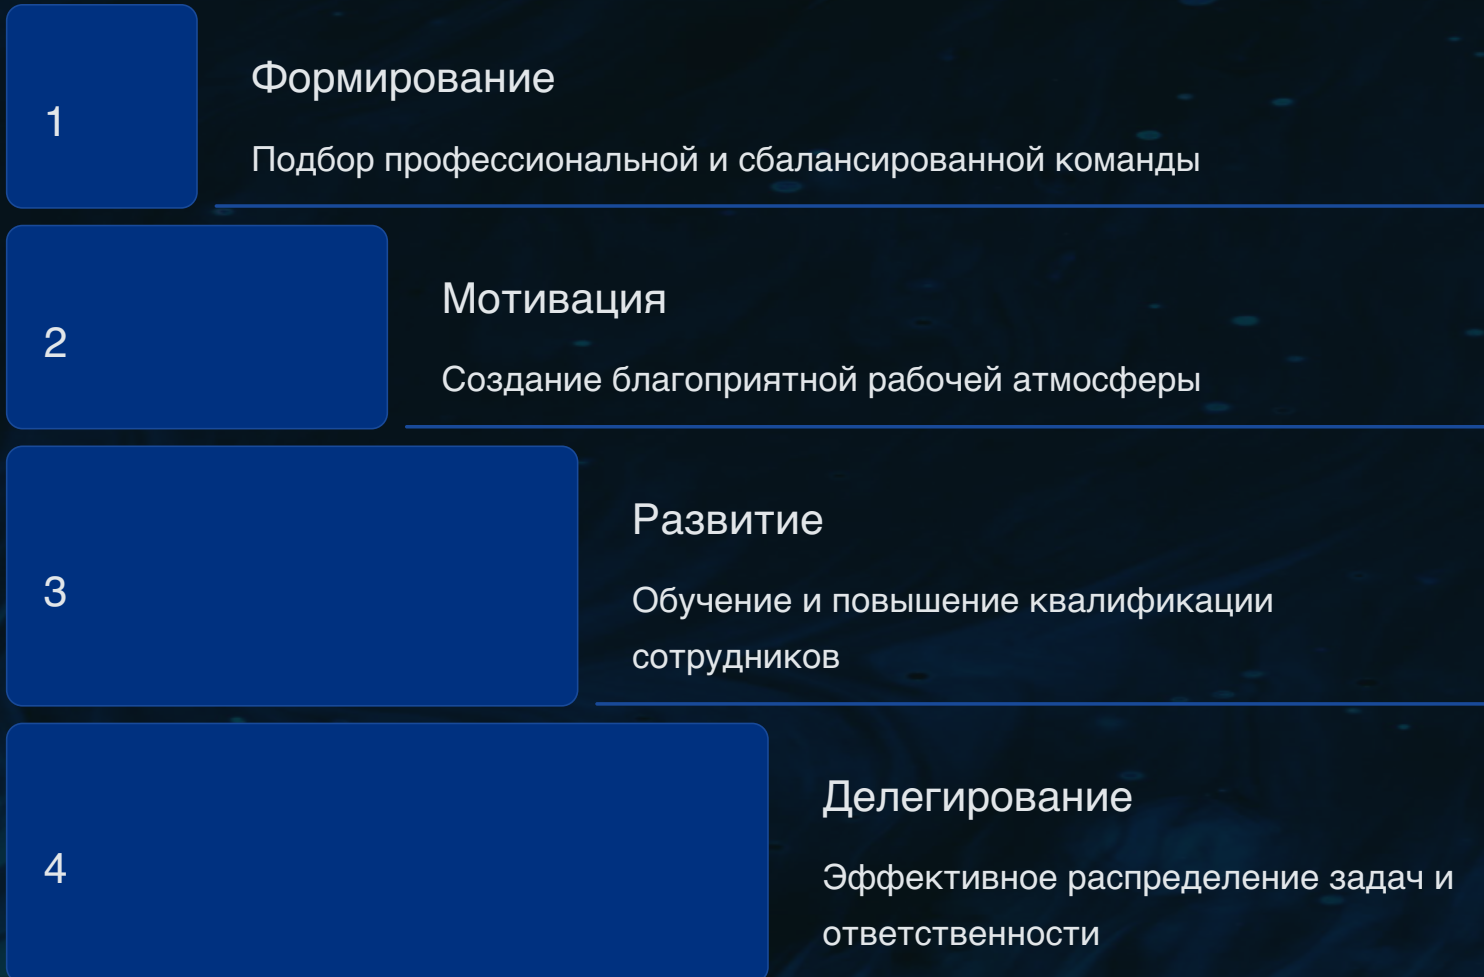 1
Формирование
Подбор профессиональной и сбалансированной команды
2
Мотивация
Создание благоприятной рабочей атмосферы
3
Развитие
Обучение и повышение квалификации
сотрудников
4
Делегирование
Эффективное распределение задач и
ответственности